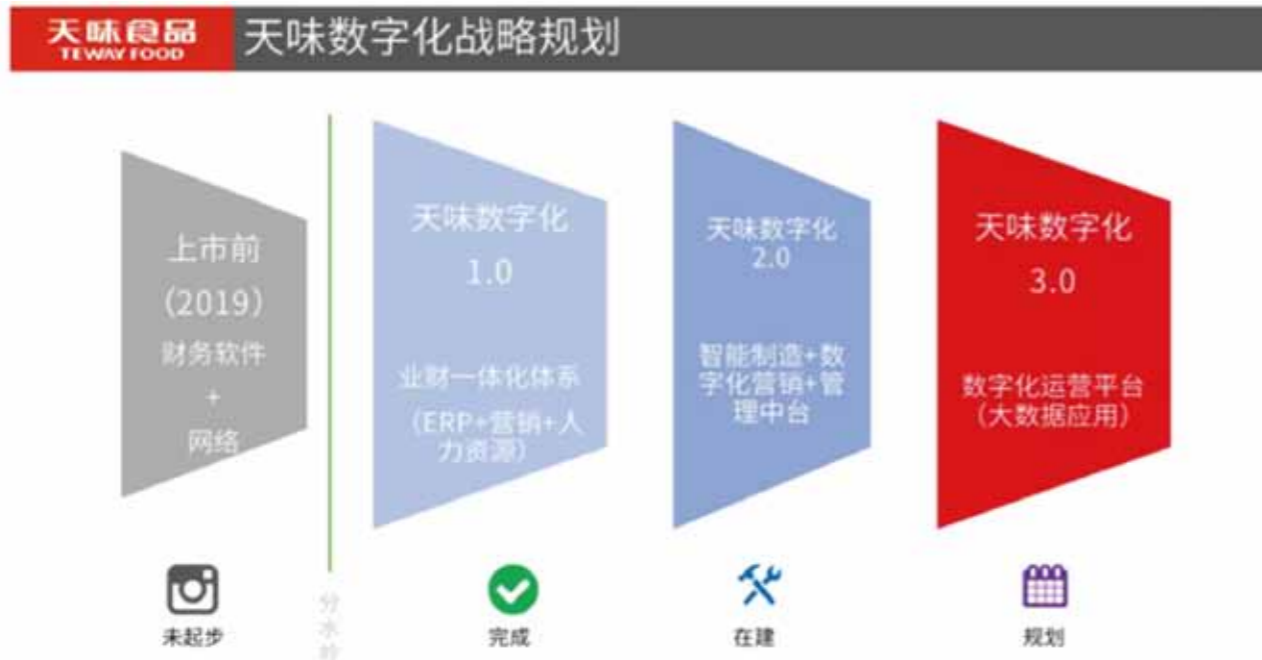 天味食品
TEWAY FOOD
天味数字化战略规划
上市前
（2019）
财务软件
+
网络
天味数字化
1.0
业财一体化体系
（ERP+营销+人
力资源）
天味数字化
2.0
智能制造+数
字化营销+管
理中台
天味数字化
3.0
数字化运营平台
（大数据应用）
未起步
分
水
岭
完成
在建
规划